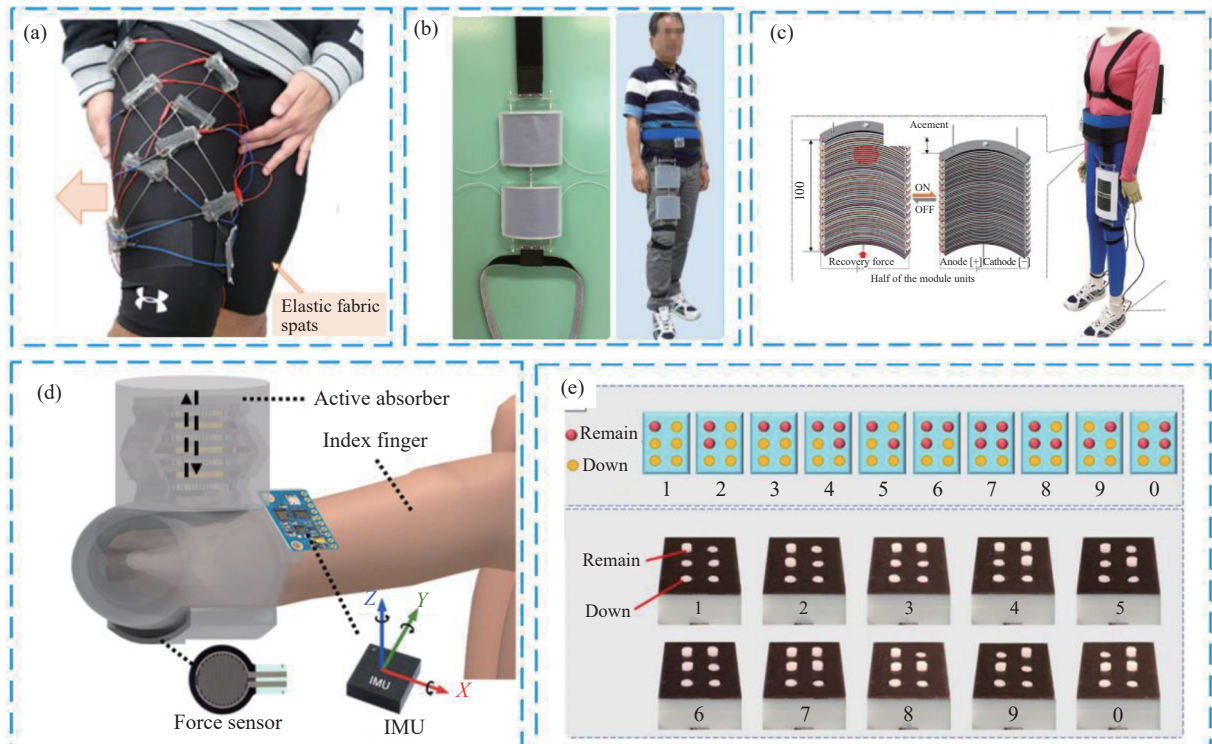 (a)
Elastic fabric
spats
(b)
(c)
Acement
100
ON
OFF
Recovery force
Anode [+]
Cathode [−]
Half of the module units
(d)
Active absorber
Index finger
Z
Y
X
IMU
IMU
Force sensor
(e)
Remain
Down
1 2 3 4 5 6 7 8 9 0
Remain
Down
1 2 3 4 5
6 7 8 9 0